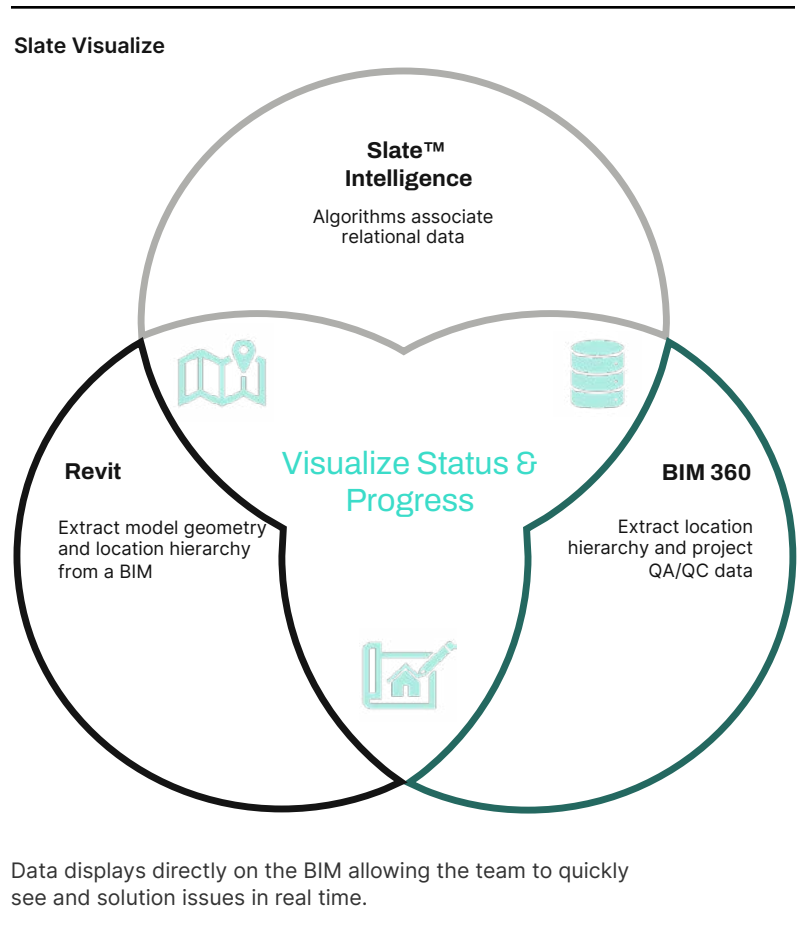 Slate Visualize
Slate™
Intelligence
Algorithms associate
relational data
Visualize Status &
Progress
Revit
Extract model geometry
and location hierarchy
from a BIM
BIM 360
Extract location
hierarchy and project
QA/QC data
Data displays directly on the BIM allowing the team to quickly
see and solution issues in real time.